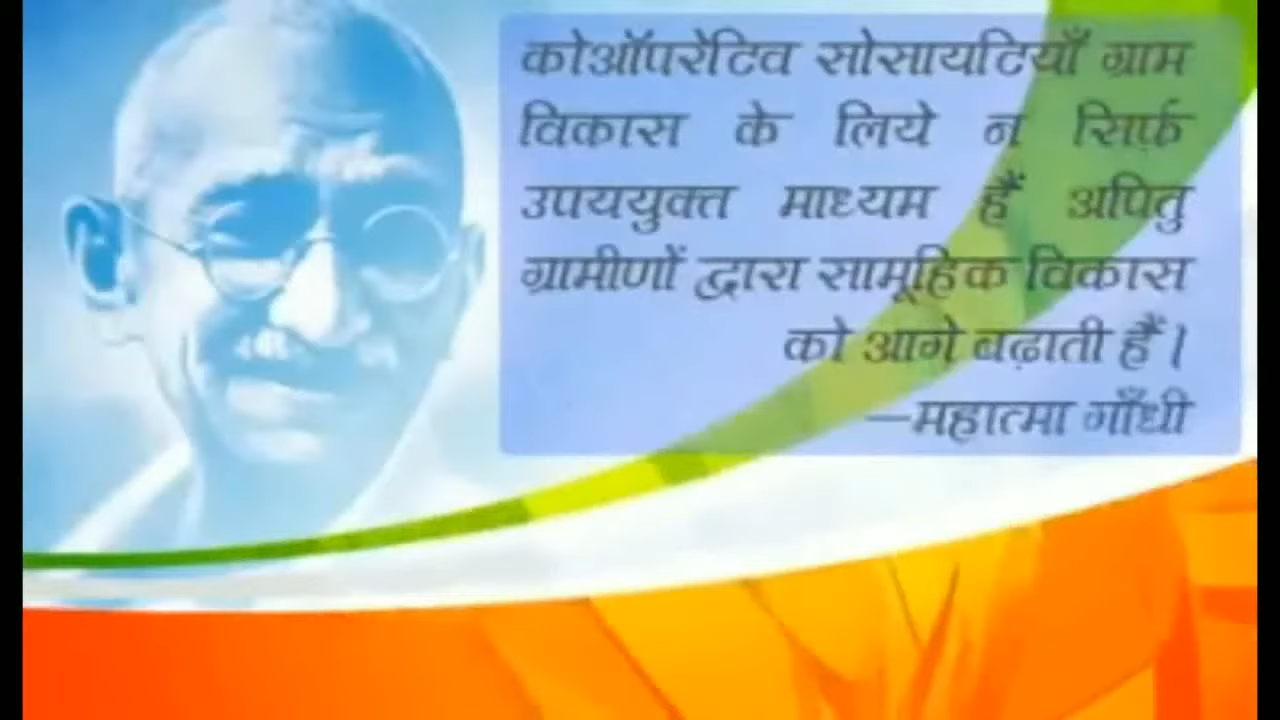 कोऑपरेटिव सोसायटियाँ ग्राम
विकास के लिये न सिर्फ़
उपययुक्त माध्यम हैं अपितु
ग्रामीणों द्वारा सामूहिक विकास
को आगे बढ़ाती हैं |
—महात्मा गाँधी